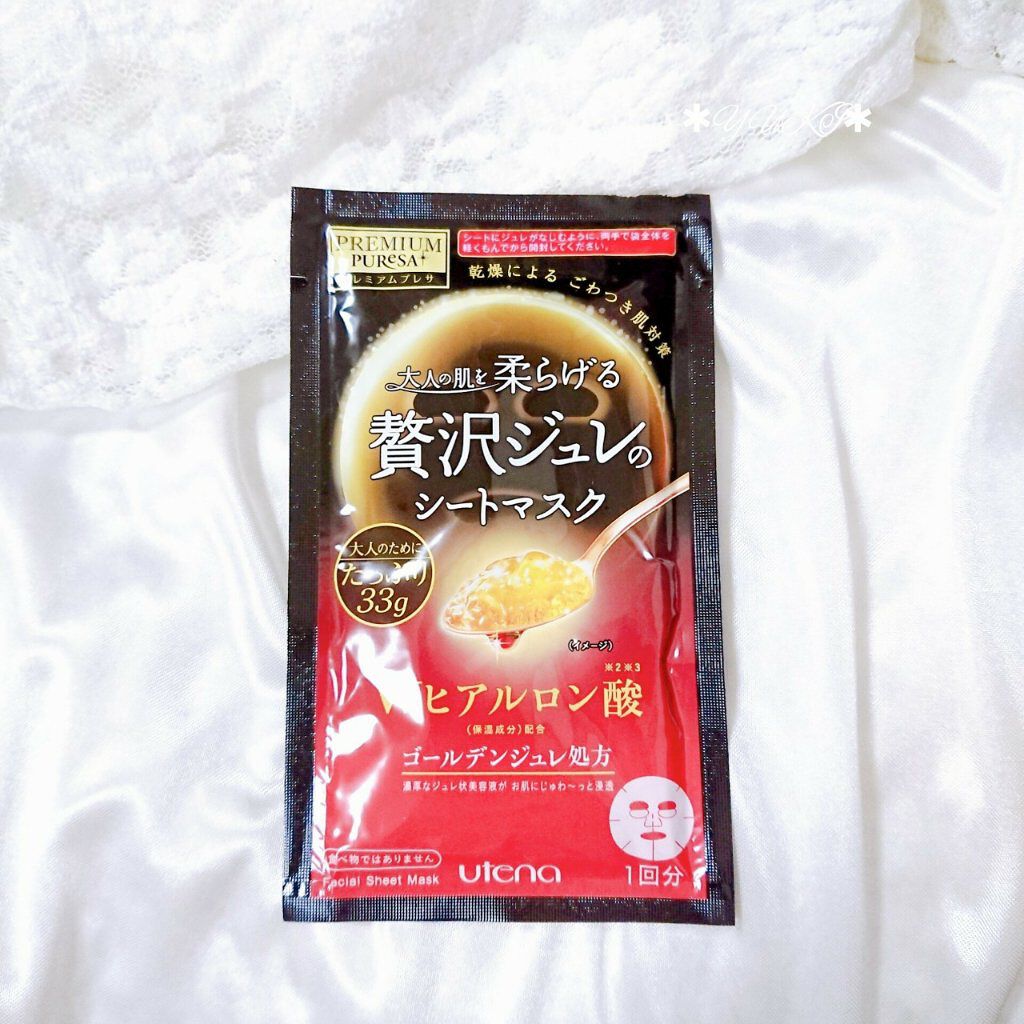 *YUKI*
PREMIUM
PUReSA
プレミアムプレサ
シートにジュレがなじむように、両手で袋全体を
軽くもんでから開封してください。
乾燥による ごわつき肌対策
大人の肌を柔らげる
贅沢ジュレの
シートマスク
大人のために
たっぷり
33g
(イメージ)
※2※3
ヒアルロン酸
(保湿成分)配合
ゴールデンジュレ処方
濃厚なジュレ状美容液が お肌にじゅわ〜っと浸透
食べ物ではありません
Facial Sheet Mask
utena
1回分